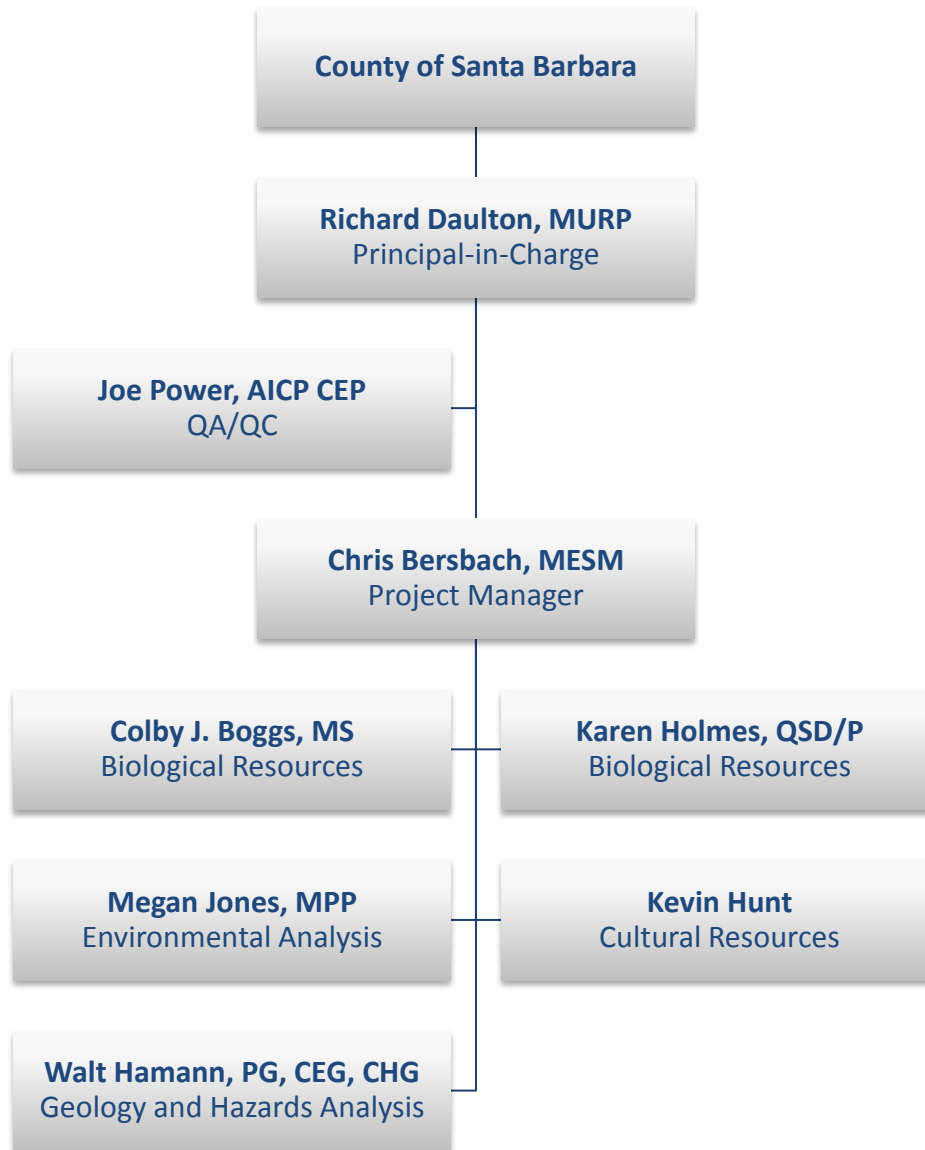 County of Santa Barbara
Richard Daulton, MURP
Principal-in-Charge
Joe Power, AICP CEP
QA/QC
Chris Bersbach, MESM
Project Manager
Colby J. Boggs, MS
Biological Resources
Karen Holmes, QSD/P
Biological Resources
Megan Jones, MPP
Environmental Analysis
Kevin Hunt
Cultural Resources
Walt Hamann, PG, CEG, CHG
Geology and Hazards Analysis